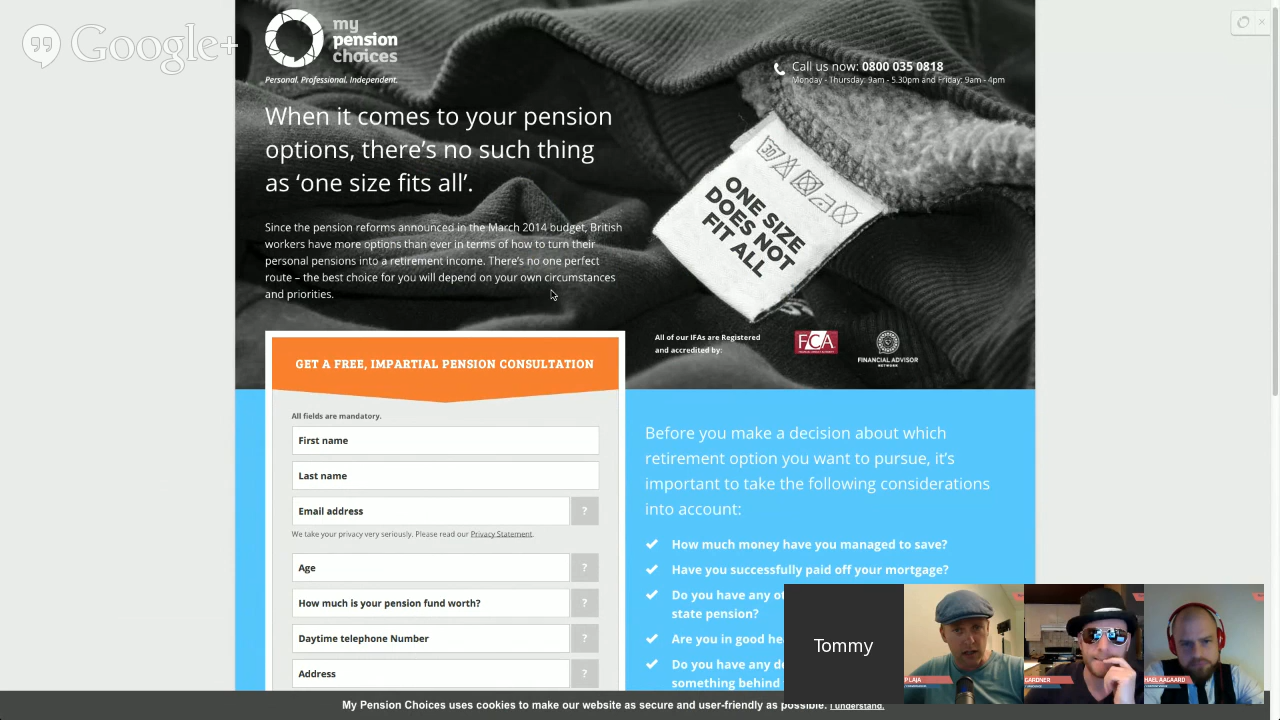 Google+
my
pension
choices
Personal. Professional. Independent.
Call us now: 0800 035 0818
Monday - Thursday: 9am - 5.30pm and Friday: 9am - 4pm
When it comes to your pension
options, there's no such thing
as 'one size fits all'.
30
ONE SIZE
DOES NOT
FIT ALL
Since the pension reforms announced in the March 2014 budget, British
workers have more options than ever in terms of how to turn their
personal pensions into a retirement income. There's no one perfect
route – the best choice for you will depend on your own circumstances
and priorities.
All of our IFAs are Registered
and accredited by:
FCA
FINANCIAL ADVISOR
NETWORK
GET A FREE, IMPARTIAL PENSION CONSULTATION
All fields are mandatory.
First name
Last name
Email address
?
We take your privacy very seriously. Please read our Privacy Statement.
Age
?
How much is your pension fund worth?
?
Daytime telephone Number
?
Address
?
Before you make a decision about which
retirement option you want to pursue, it's
important to take the following considerations
into account:
How much money have you managed to save?
Have you successfully paid off your mortgage?
Do you have any ot
state pension?
Are you in good hea
Do you have any de
something behind
Tommy
P LAJA
GARDNER
HAEL AAGAARD
My Pension Choices uses cookies to make our website as secure and user-friendly as possible. I understand.